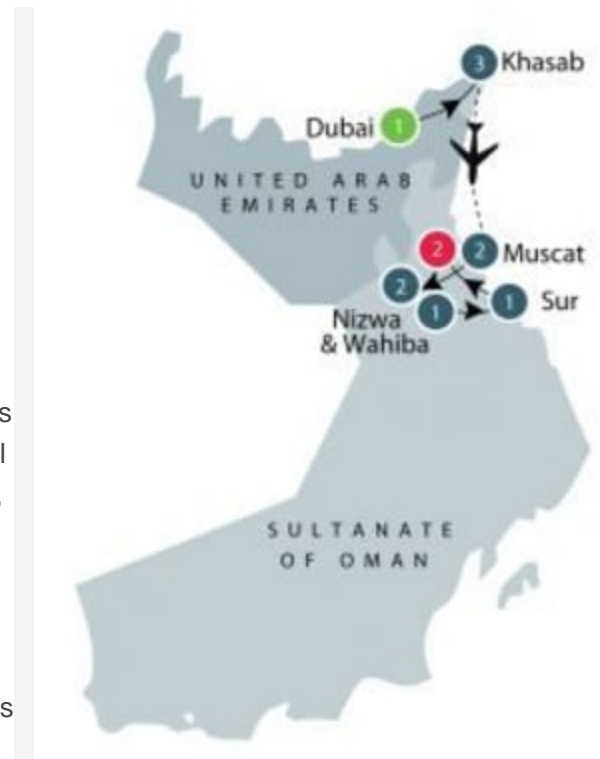 3 Khasab
Dubai 1
UNITED ARAB
EMIRATES
2 2 Muscat
2
1 Sur
Nizwa 1
& Wahiba
s
l
,
SULTANATE
OF OMAN
s